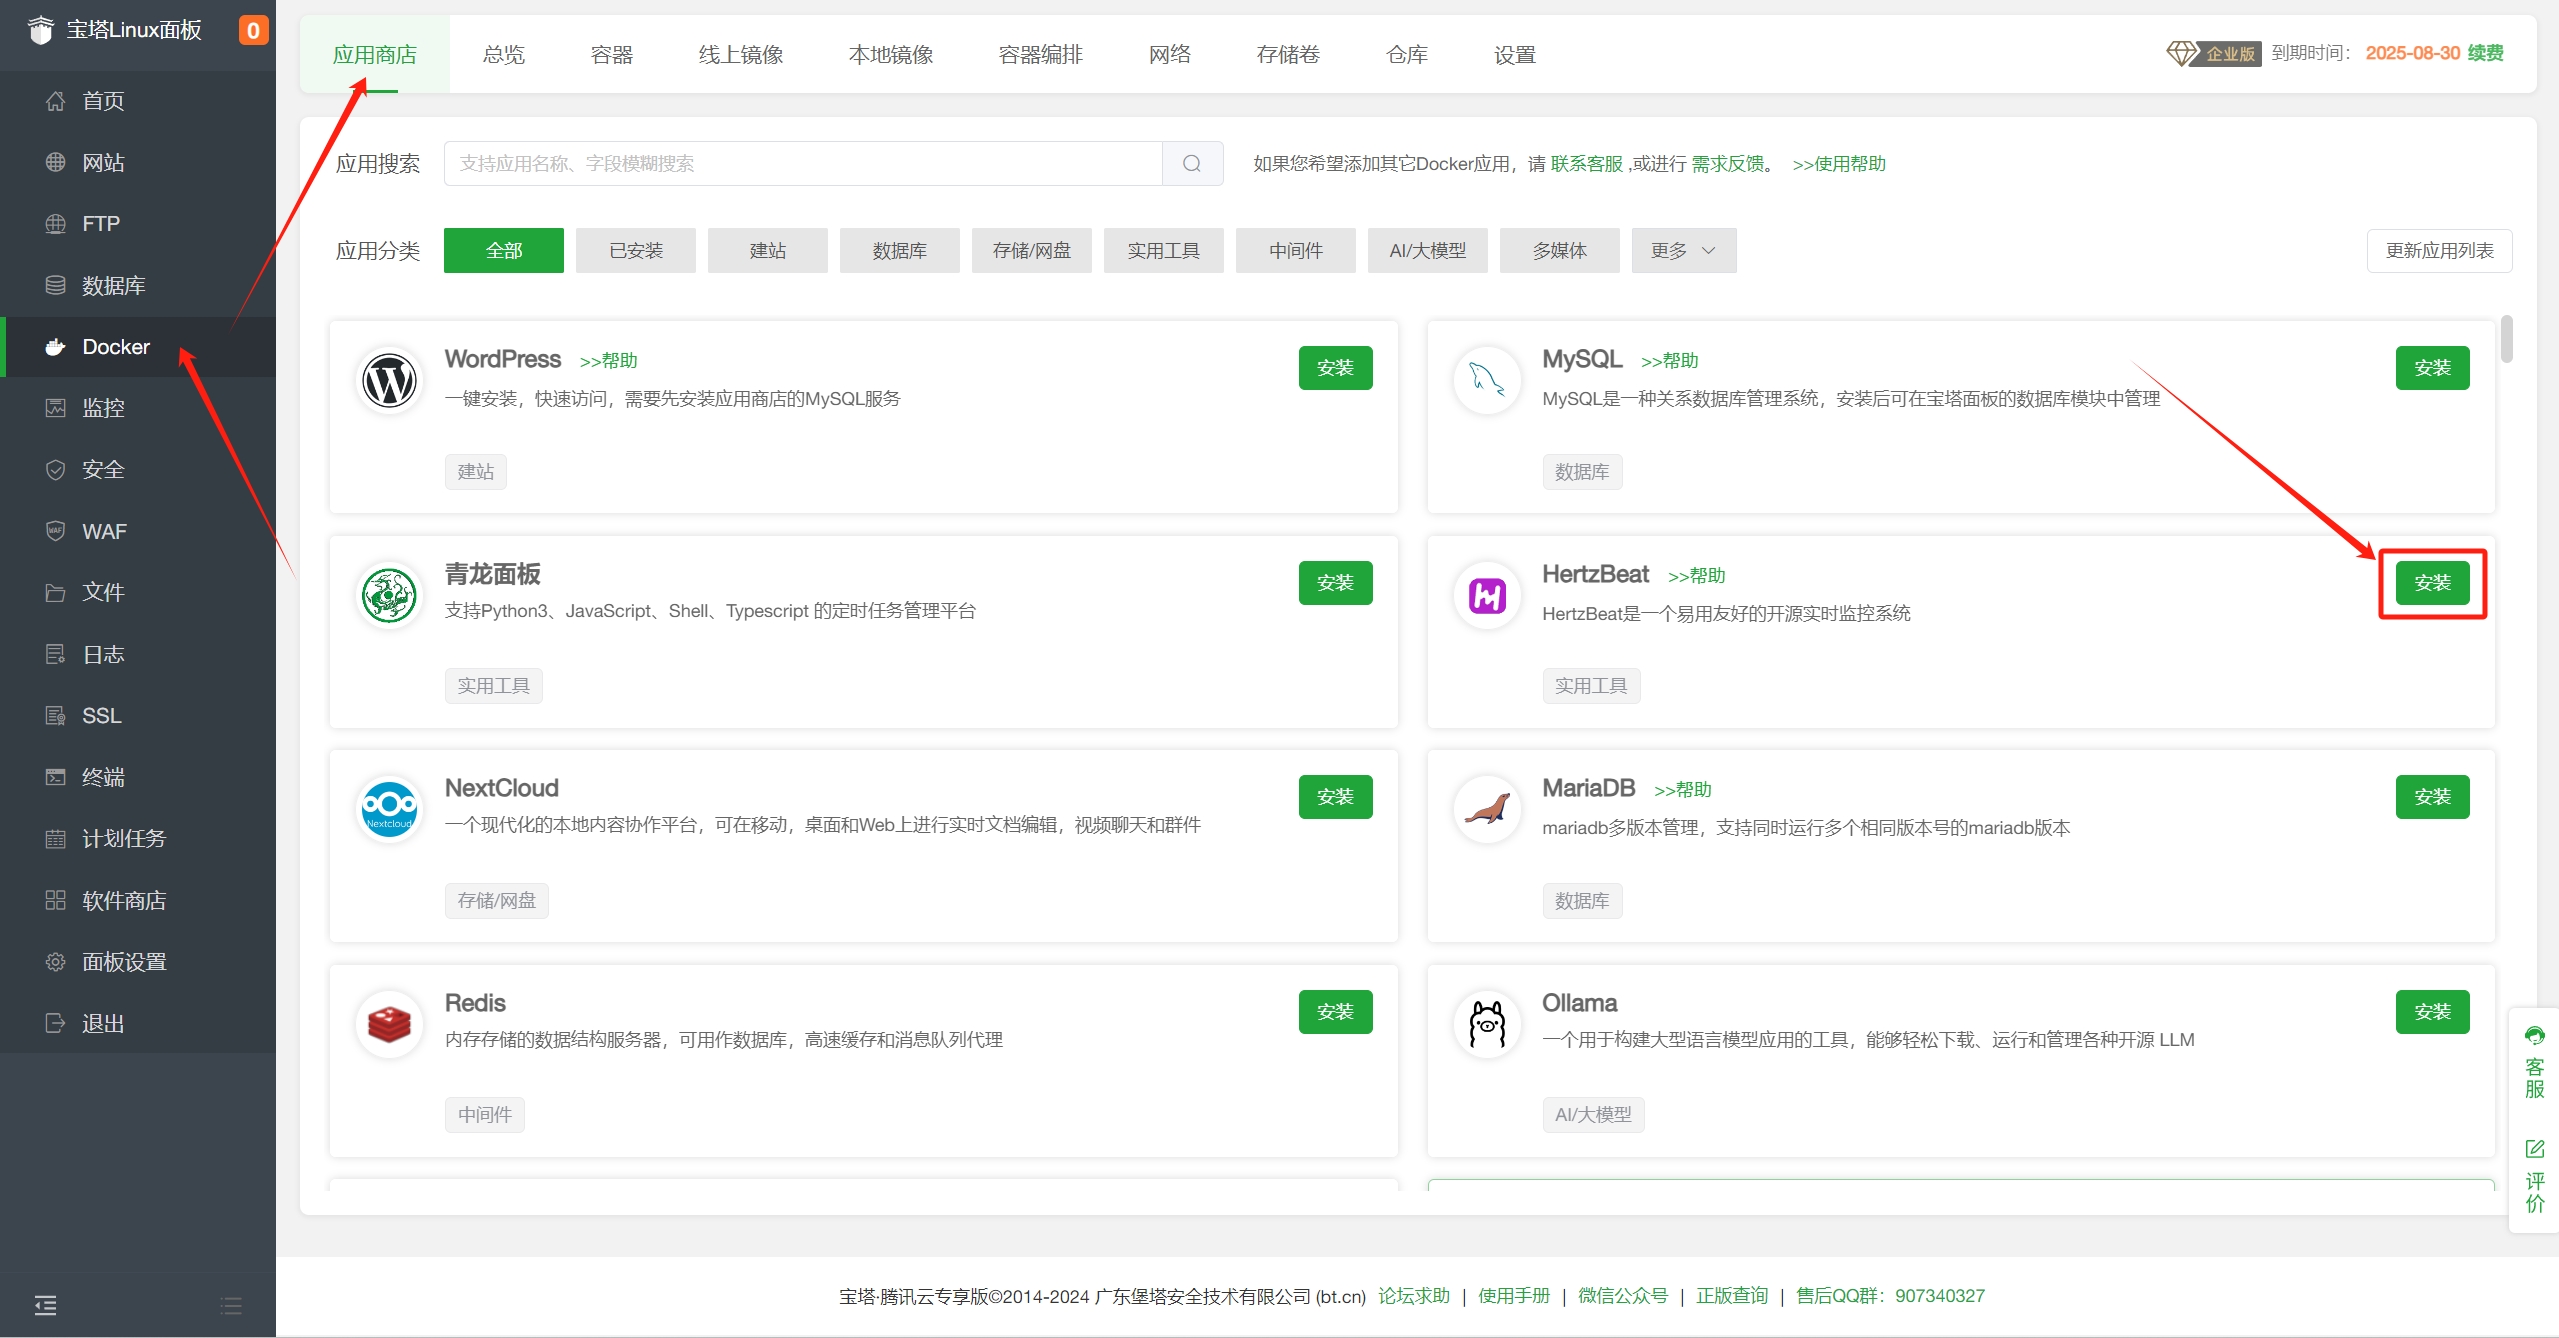 宝塔Linux面板
0
首页
网站
FTP
数据库
Docker
监控
安全
WAF
文件
日志
SSL
终端
计划任务
软件商店
面板设置
退出
应用商店 总览 容器 线上镜像 本地镜像 容器编排 网络 存储卷 仓库 设置
企业版 到期时间： 2025-08-30 续费
应用搜索 支持应用名称、字段模糊搜索 如果您希望添加其它Docker应用，请 联系客服 ,或进行 需求反馈。 >>使用帮助
应用分类 全部 已安装 建站 数据库 存储/网盘 实用工具 中间件 AI/大模型 多媒体 更多 更新应用列表
WordPress >>帮助 安装
一键安装，快速访问，需要先安装应用商店的MySQL服务
建站
MySQL >>帮助 安装
MySQL是一种关系数据库管理系统，安装后可在宝塔面板的数据库模块中管理
数据库
青龙面板 安装
支持Python3、JavaScript、Shell、Typescript 的定时任务管理平台
实用工具
HertzBeat >>帮助 安装
HertzBeat是一个易用友好的开源实时监控系统
实用工具
Nextcloud
NextCloud 安装
一个现代化的本地内容协作平台，可在移动，桌面和Web上进行实时文档编辑，视频聊天和群件
存储/网盘
MariaDB >>帮助 安装
mariadb多版本管理，支持同时运行多个相同版本号的mariadb版本
数据库
Redis 安装
内存存储的数据结构服务器，可用作数据库，高速缓存和消息队列代理
中间件
Ollama 安装
一个用于构建大型语言模型应用的工具，能够轻松下载、运行和管理各种开源 LLM
AI/大模型
客服
评价
宝塔·腾讯云专享版©2014-2024 广东堡塔安全技术有限公司 (bt.cn) 论坛求助 | 使用手册 | 微信公众号 | 正版查询 | 售后QQ群：907340327